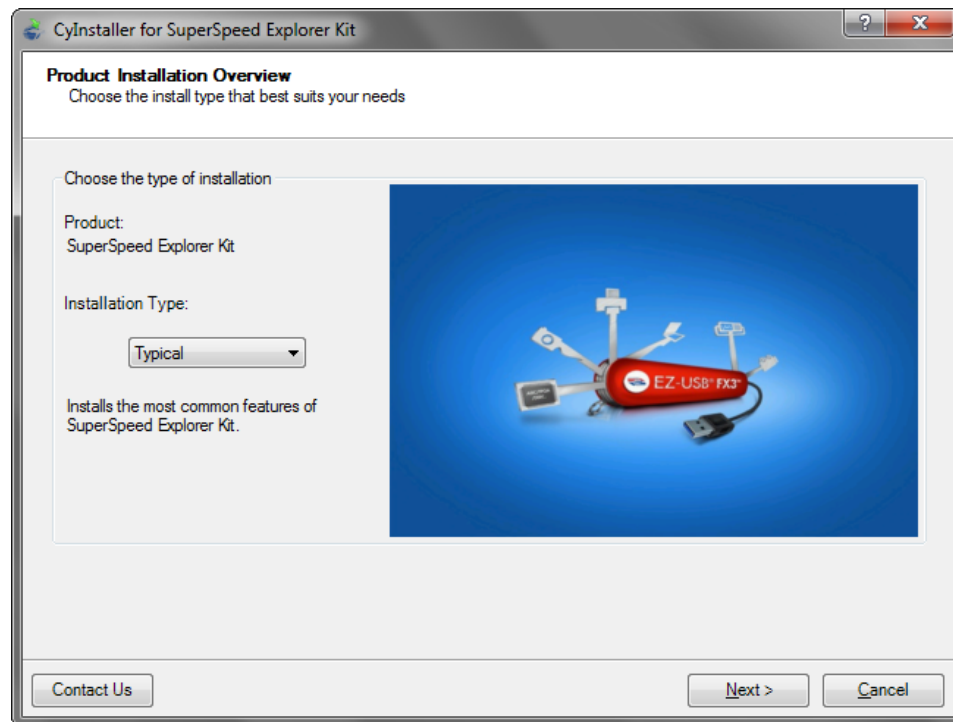 CyInstaller for SuperSpeed Explorer Kit
?
Product Installation Overview
Choose the install type that best suits your needs
Choose the type of installation
Product:
SuperSpeed Explorer Kit
Installation Type:
Typical
Installs the most common features of
SuperSpeed Explorer Kit.
EZ-USB® FX3™
Contact Us
Next >
Cancel